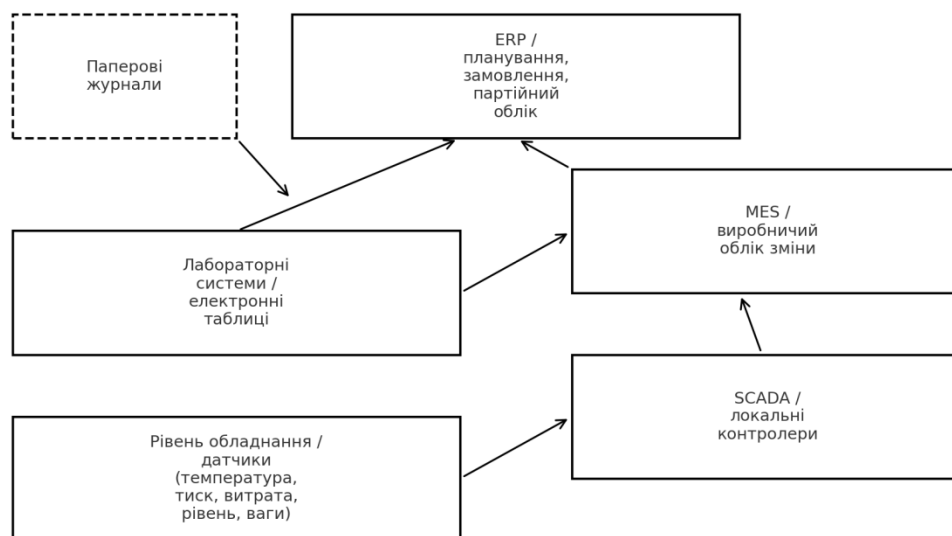 Паперові
журнали
ERP /
планування,
замовлення,
партійний
облік
MES /
виробничий
облік зміни
Лабораторні
системи /
електронні
таблиці
SCADA /
локальні
контролери
Рівень обладнання /
датчики
(температура,
тиск, витрата,
рівень, ваги)